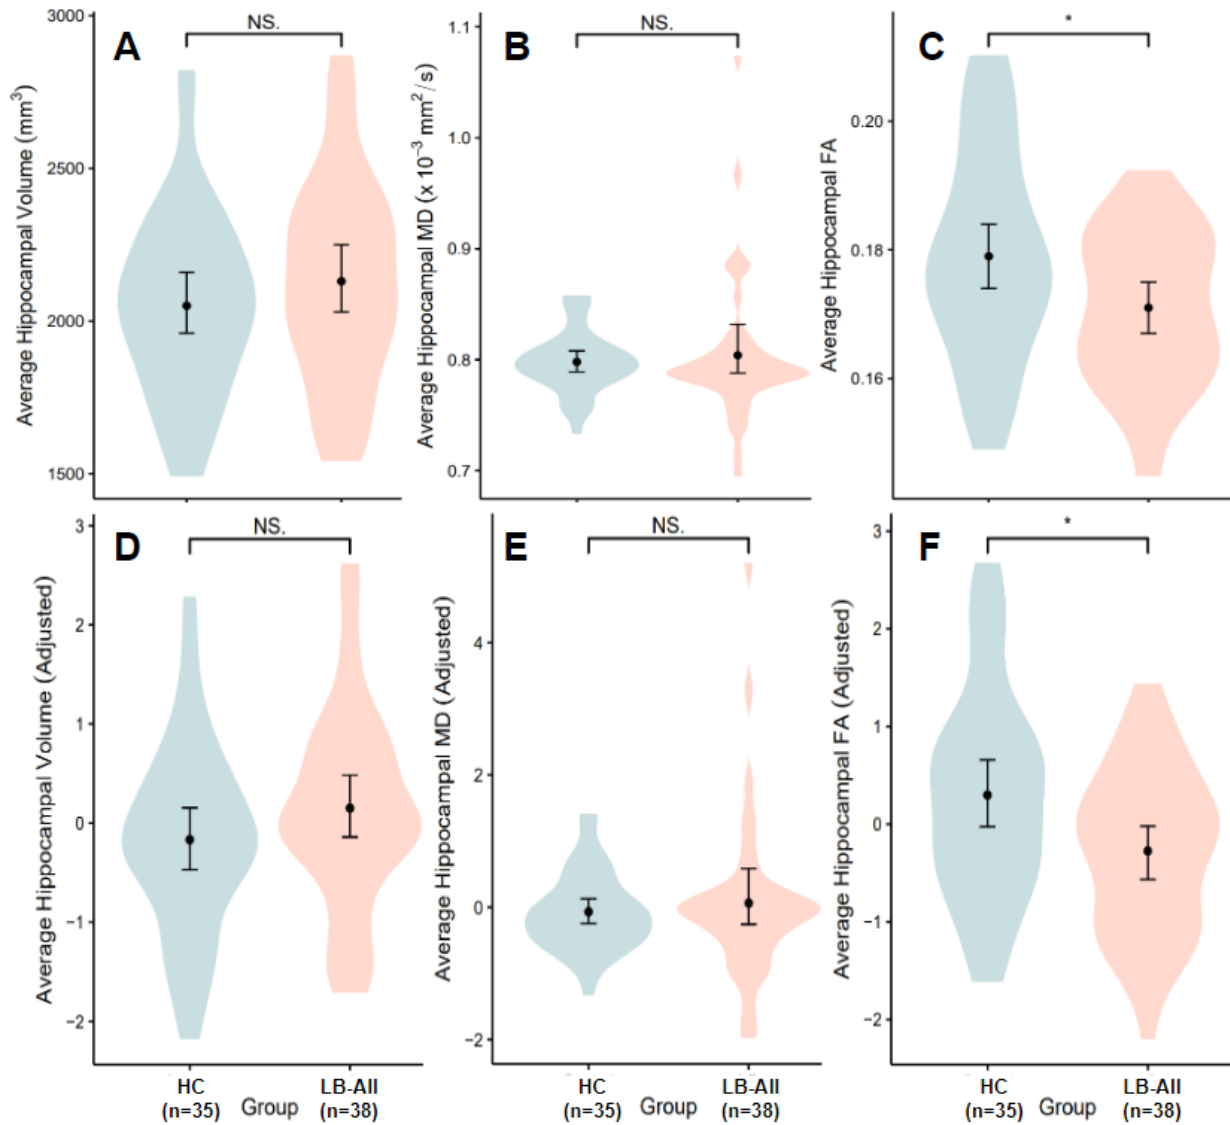 A
NS.
Average Hippocampal Volume (mm³)
3000
2500
2000
1500
B
NS.
Average Hippocampal MD (x 10⁻³ mm²/s)
1.1
1.0
0.9
0.8
0.7
C
*
Average Hippocampal FA
0.20
0.18
0.16
D
NS.
Average Hippocampal Volume (Adjusted)
3
2
1
0
−1
−2
E
NS.
Average Hippocampal MD (Adjusted)
4
2
0
−2
F
*
Average Hippocampal FA (Adjusted)
3
2
1
0
−1
−2
HC
(n=35)
Group
LB-All
(n=38)
HC
(n=35)
Group
LB-All
(n=38)
HC
(n=35)
Group
LB-All
(n=38)